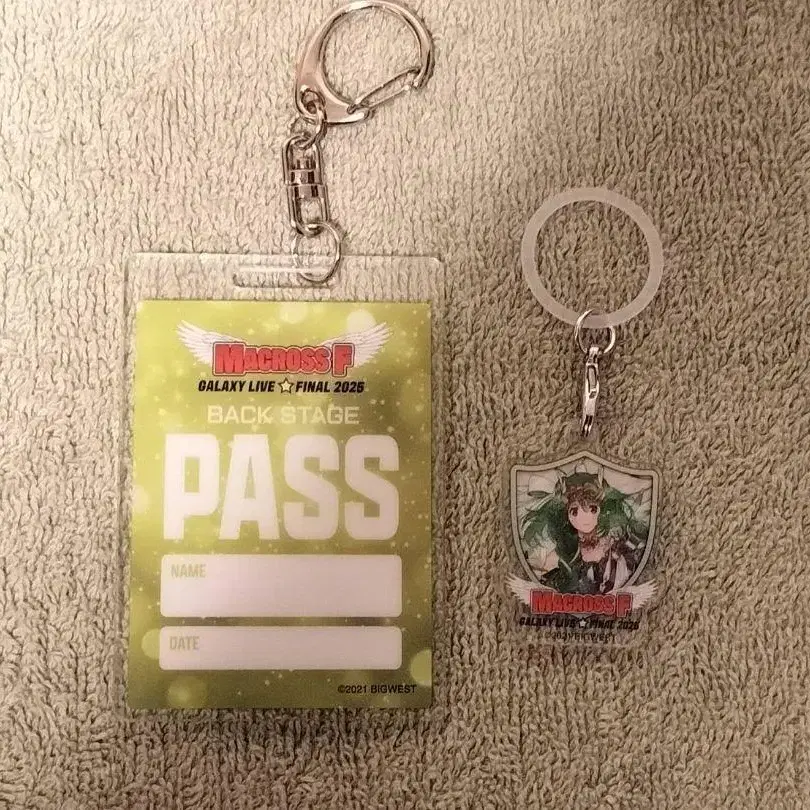 MACROSS F
GALAXY LIVE☆FINAL 2025
BACK STAGE
PASS
NAME
DATE
©2021 BIGWEST
MACROSS F
GALAXY LIVE☆FINAL 2025
©2021 BIGWEST